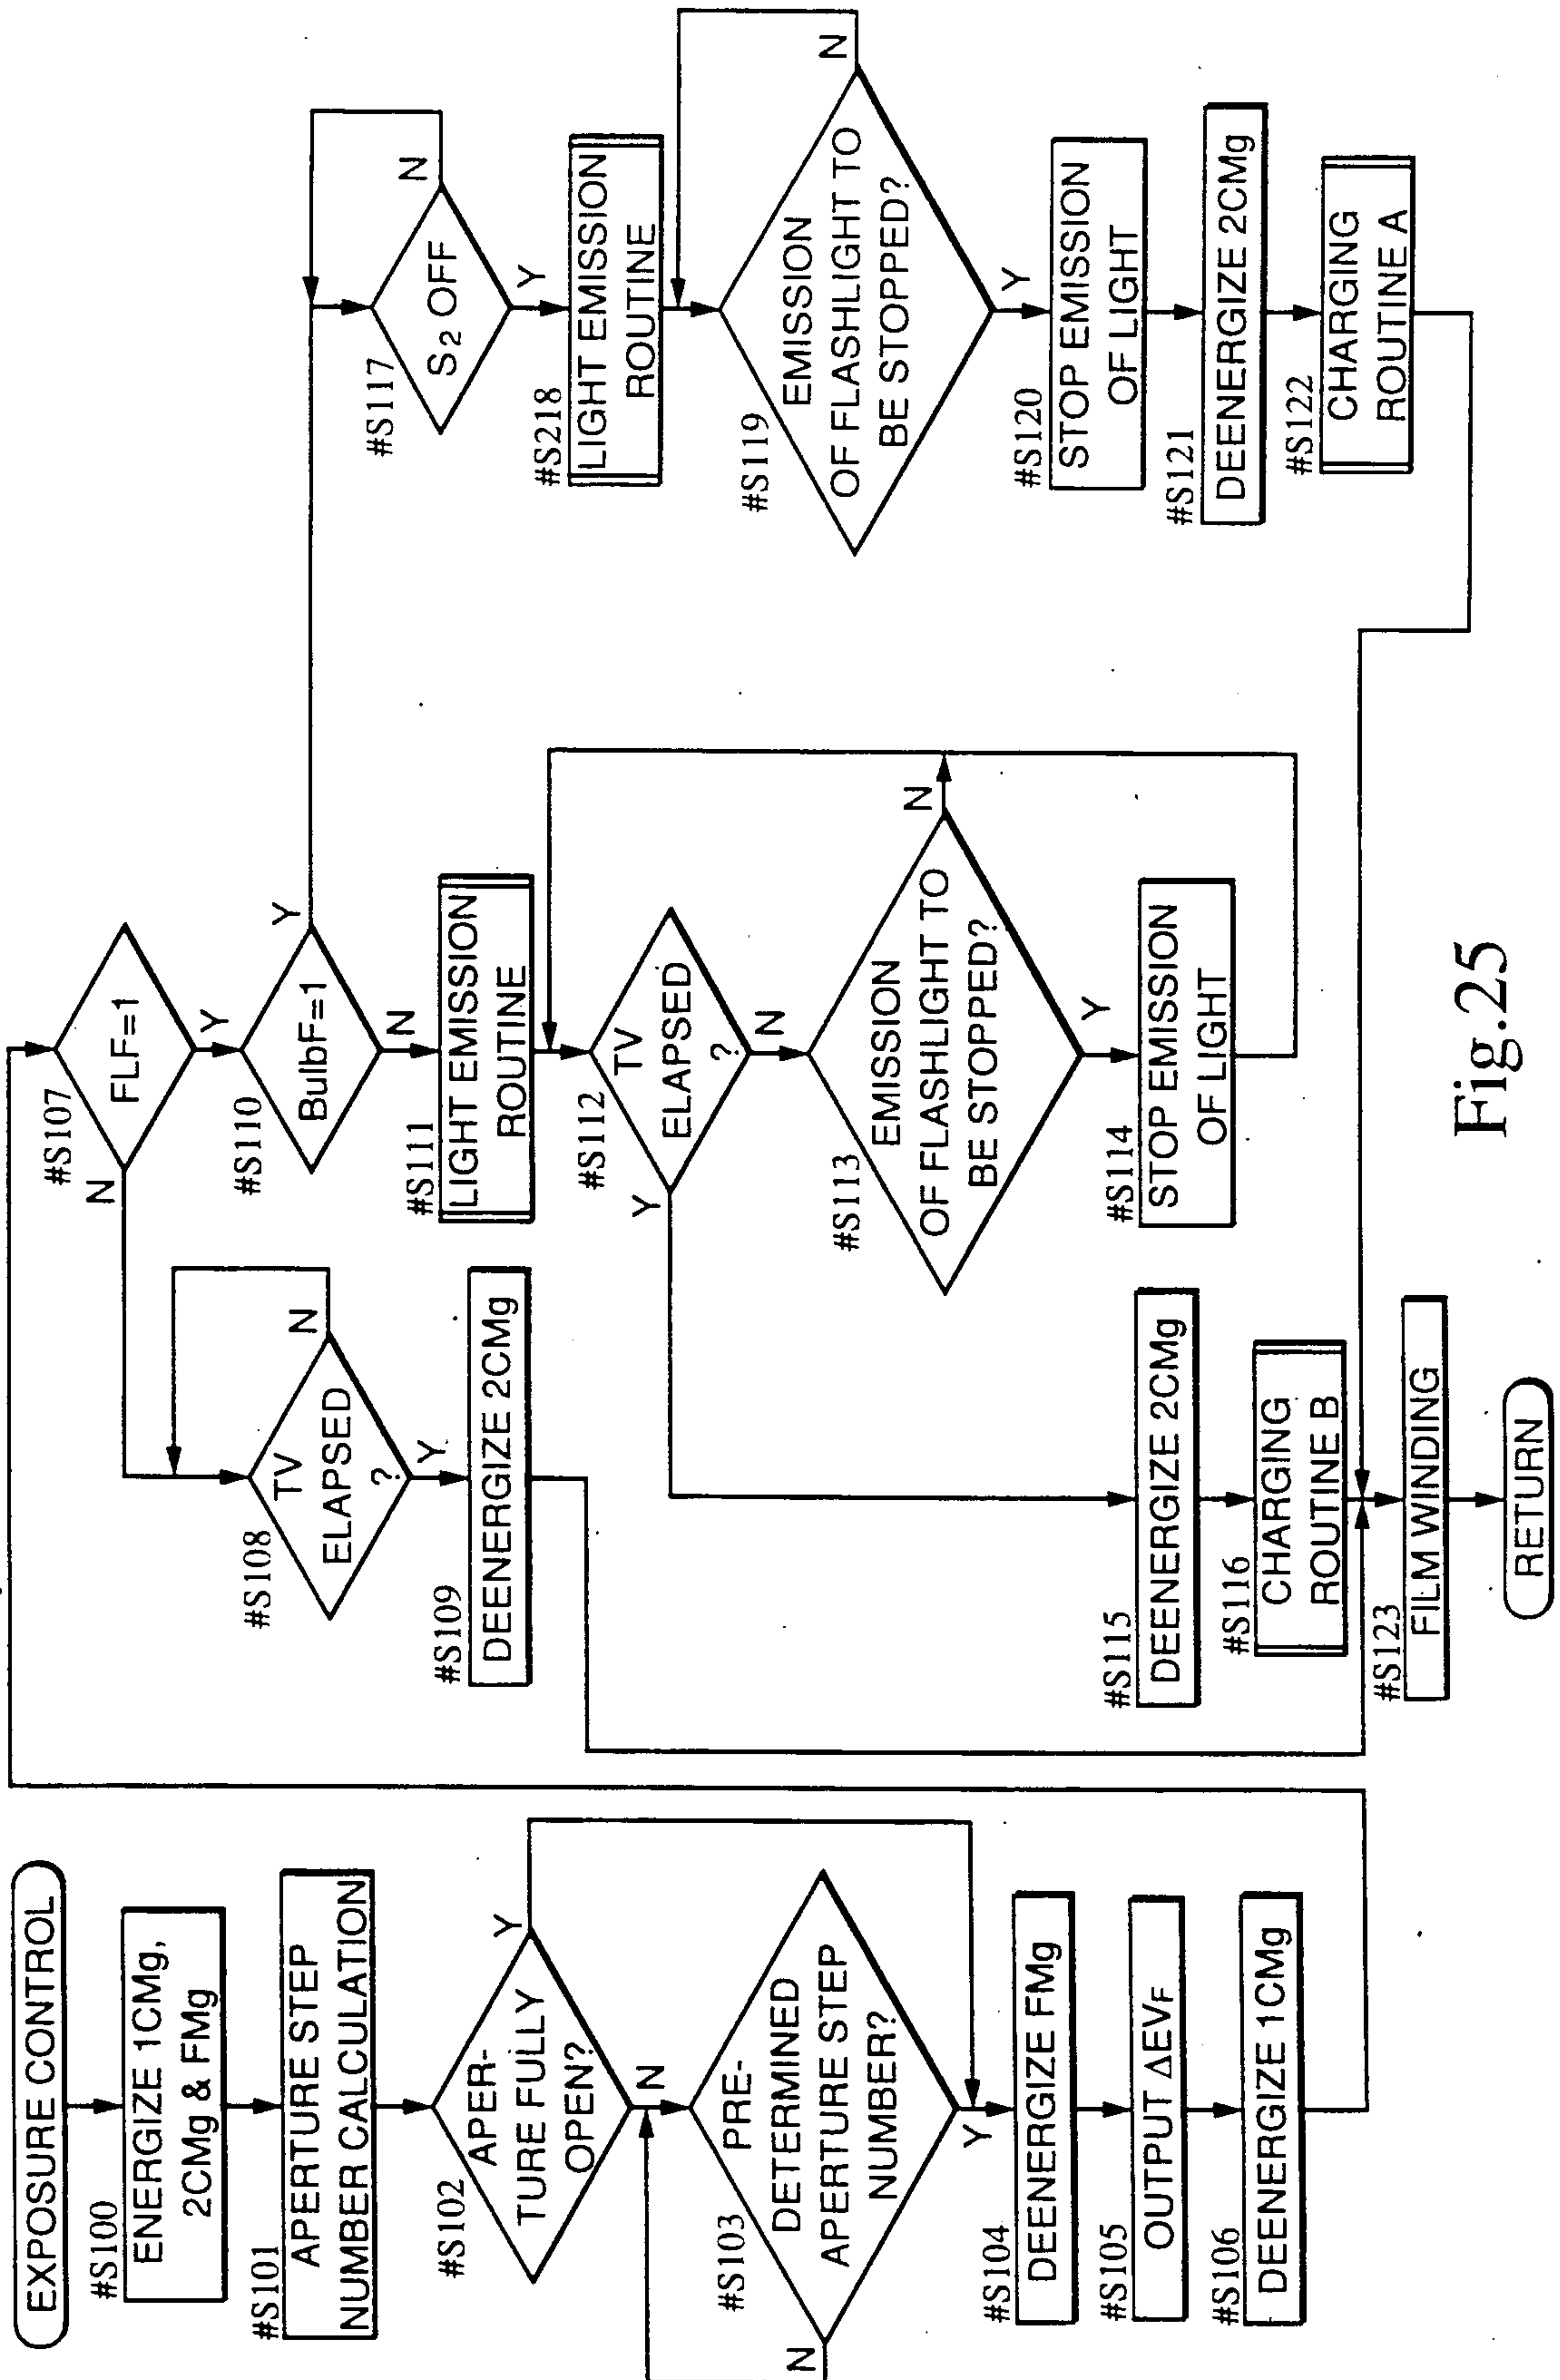 EXPOSURE CONTROL
#S100
ENERGIZE 1CMg,
2CMg & FMg
#S101
APERTURE STEP
NUMBER CALCULATION
#S102
APER-
TURE FULLY
OPEN?
Y
N
#S103
PRE-
DETERMINED
APERTURE STEP
NUMBER?
N
Y
#S104
DEENERGIZE FMg
#S105
OUTPUT ΔEVF
#S106
DEENERGIZE 1CMg
#S107
FLF=1
N
Y
#S108
TV
ELAPSED
?
N
Y
#S109
DEENERGIZE 2CMg
#S110
BulbF=1
Y
N
#S111
LIGHT EMISSION
ROUTINE
#S112
TV
ELAPSED
?
Y
N
#S113
EMISSION
OF FLASHLIGHT TO
BE STOPPED?
N
Y
#S114
STOP EMISSION
OF LIGHT
#S115
DEENERGIZE 2CMg
#S116
CHARGING
ROUTINE B
#S123
FILM WINDING
RETURN
#S117
S2 OFF
N
Y
#S218
LIGHT EMISSION
ROUTINE
#S119
EMISSION
OF FLASHLIGHT TO
BE STOPPED?
N
Y
#S120
STOP EMISSION
OF LIGHT
#S121
DEENERGIZE 2CMg
#S122
CHARGING
ROUTINE A
Fig.25